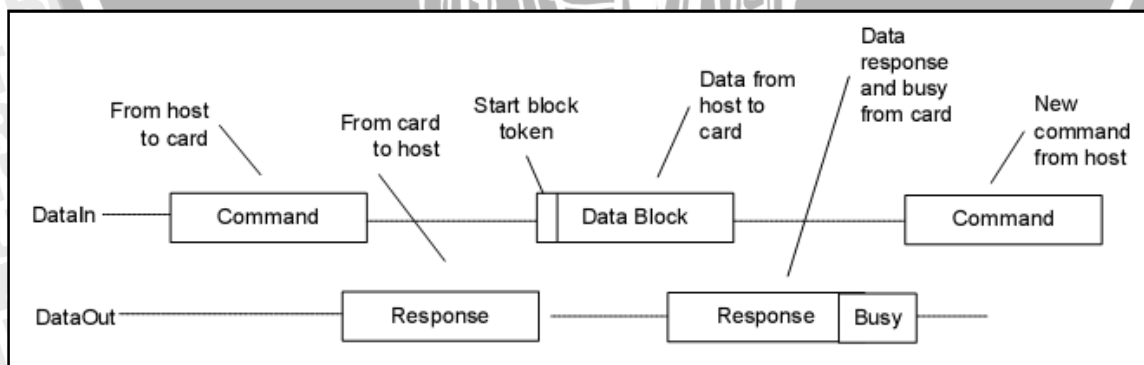 From host
to card
From card
to host
Start block
token
Data from
host to
card
Data
response
and busy
from card
New
command
from host
DataIn
Command
Data Block
Command
DataOut
Response
Response
Busy